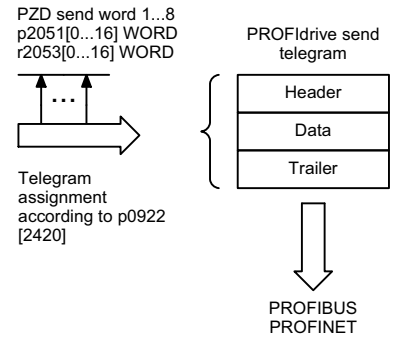 PZD send word 1...8
p2051[0...16] WORD
r2053[0...16] WORD
...
Telegram
assignment
according to p0922
[2420]
PROFIdrive send
telegram
Header
Data
Trailer
PROFIBUS
PROFINET